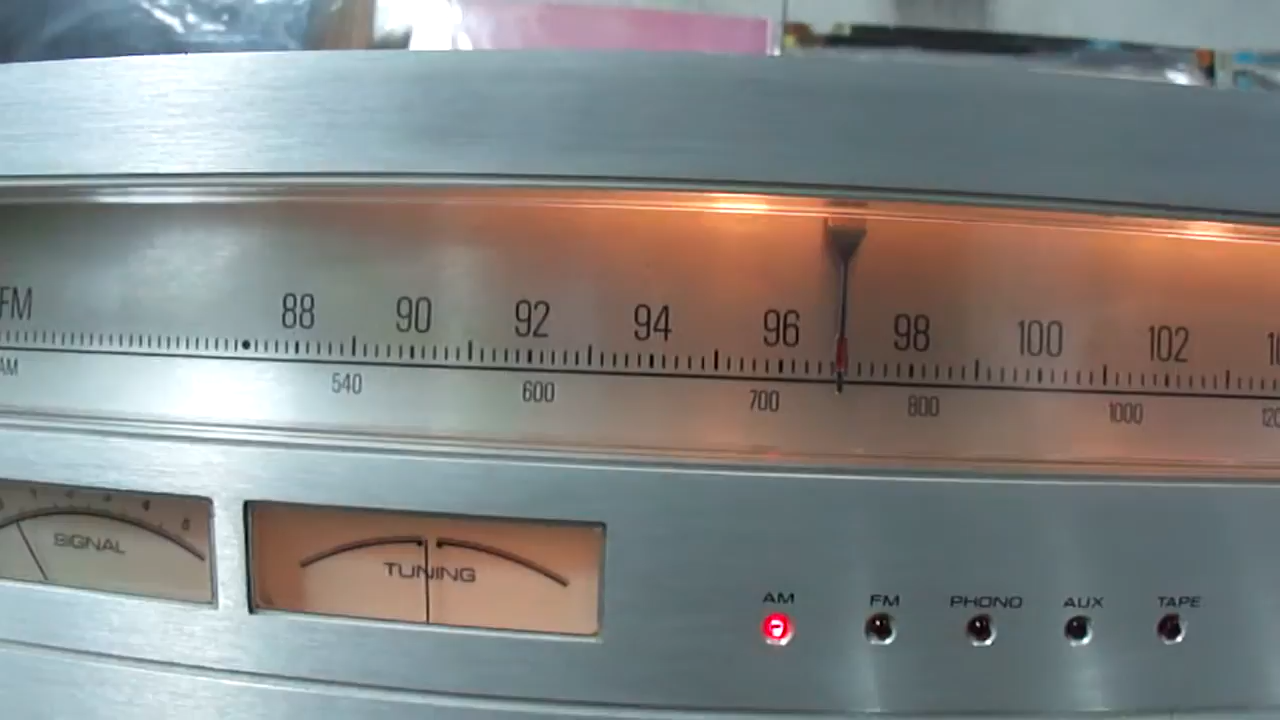 FM 88 90 92 94 96 98 100 102
AM 540 600 700 800 1000
SIGNAL
TUNING
AM FM PHONO AUX TAPE